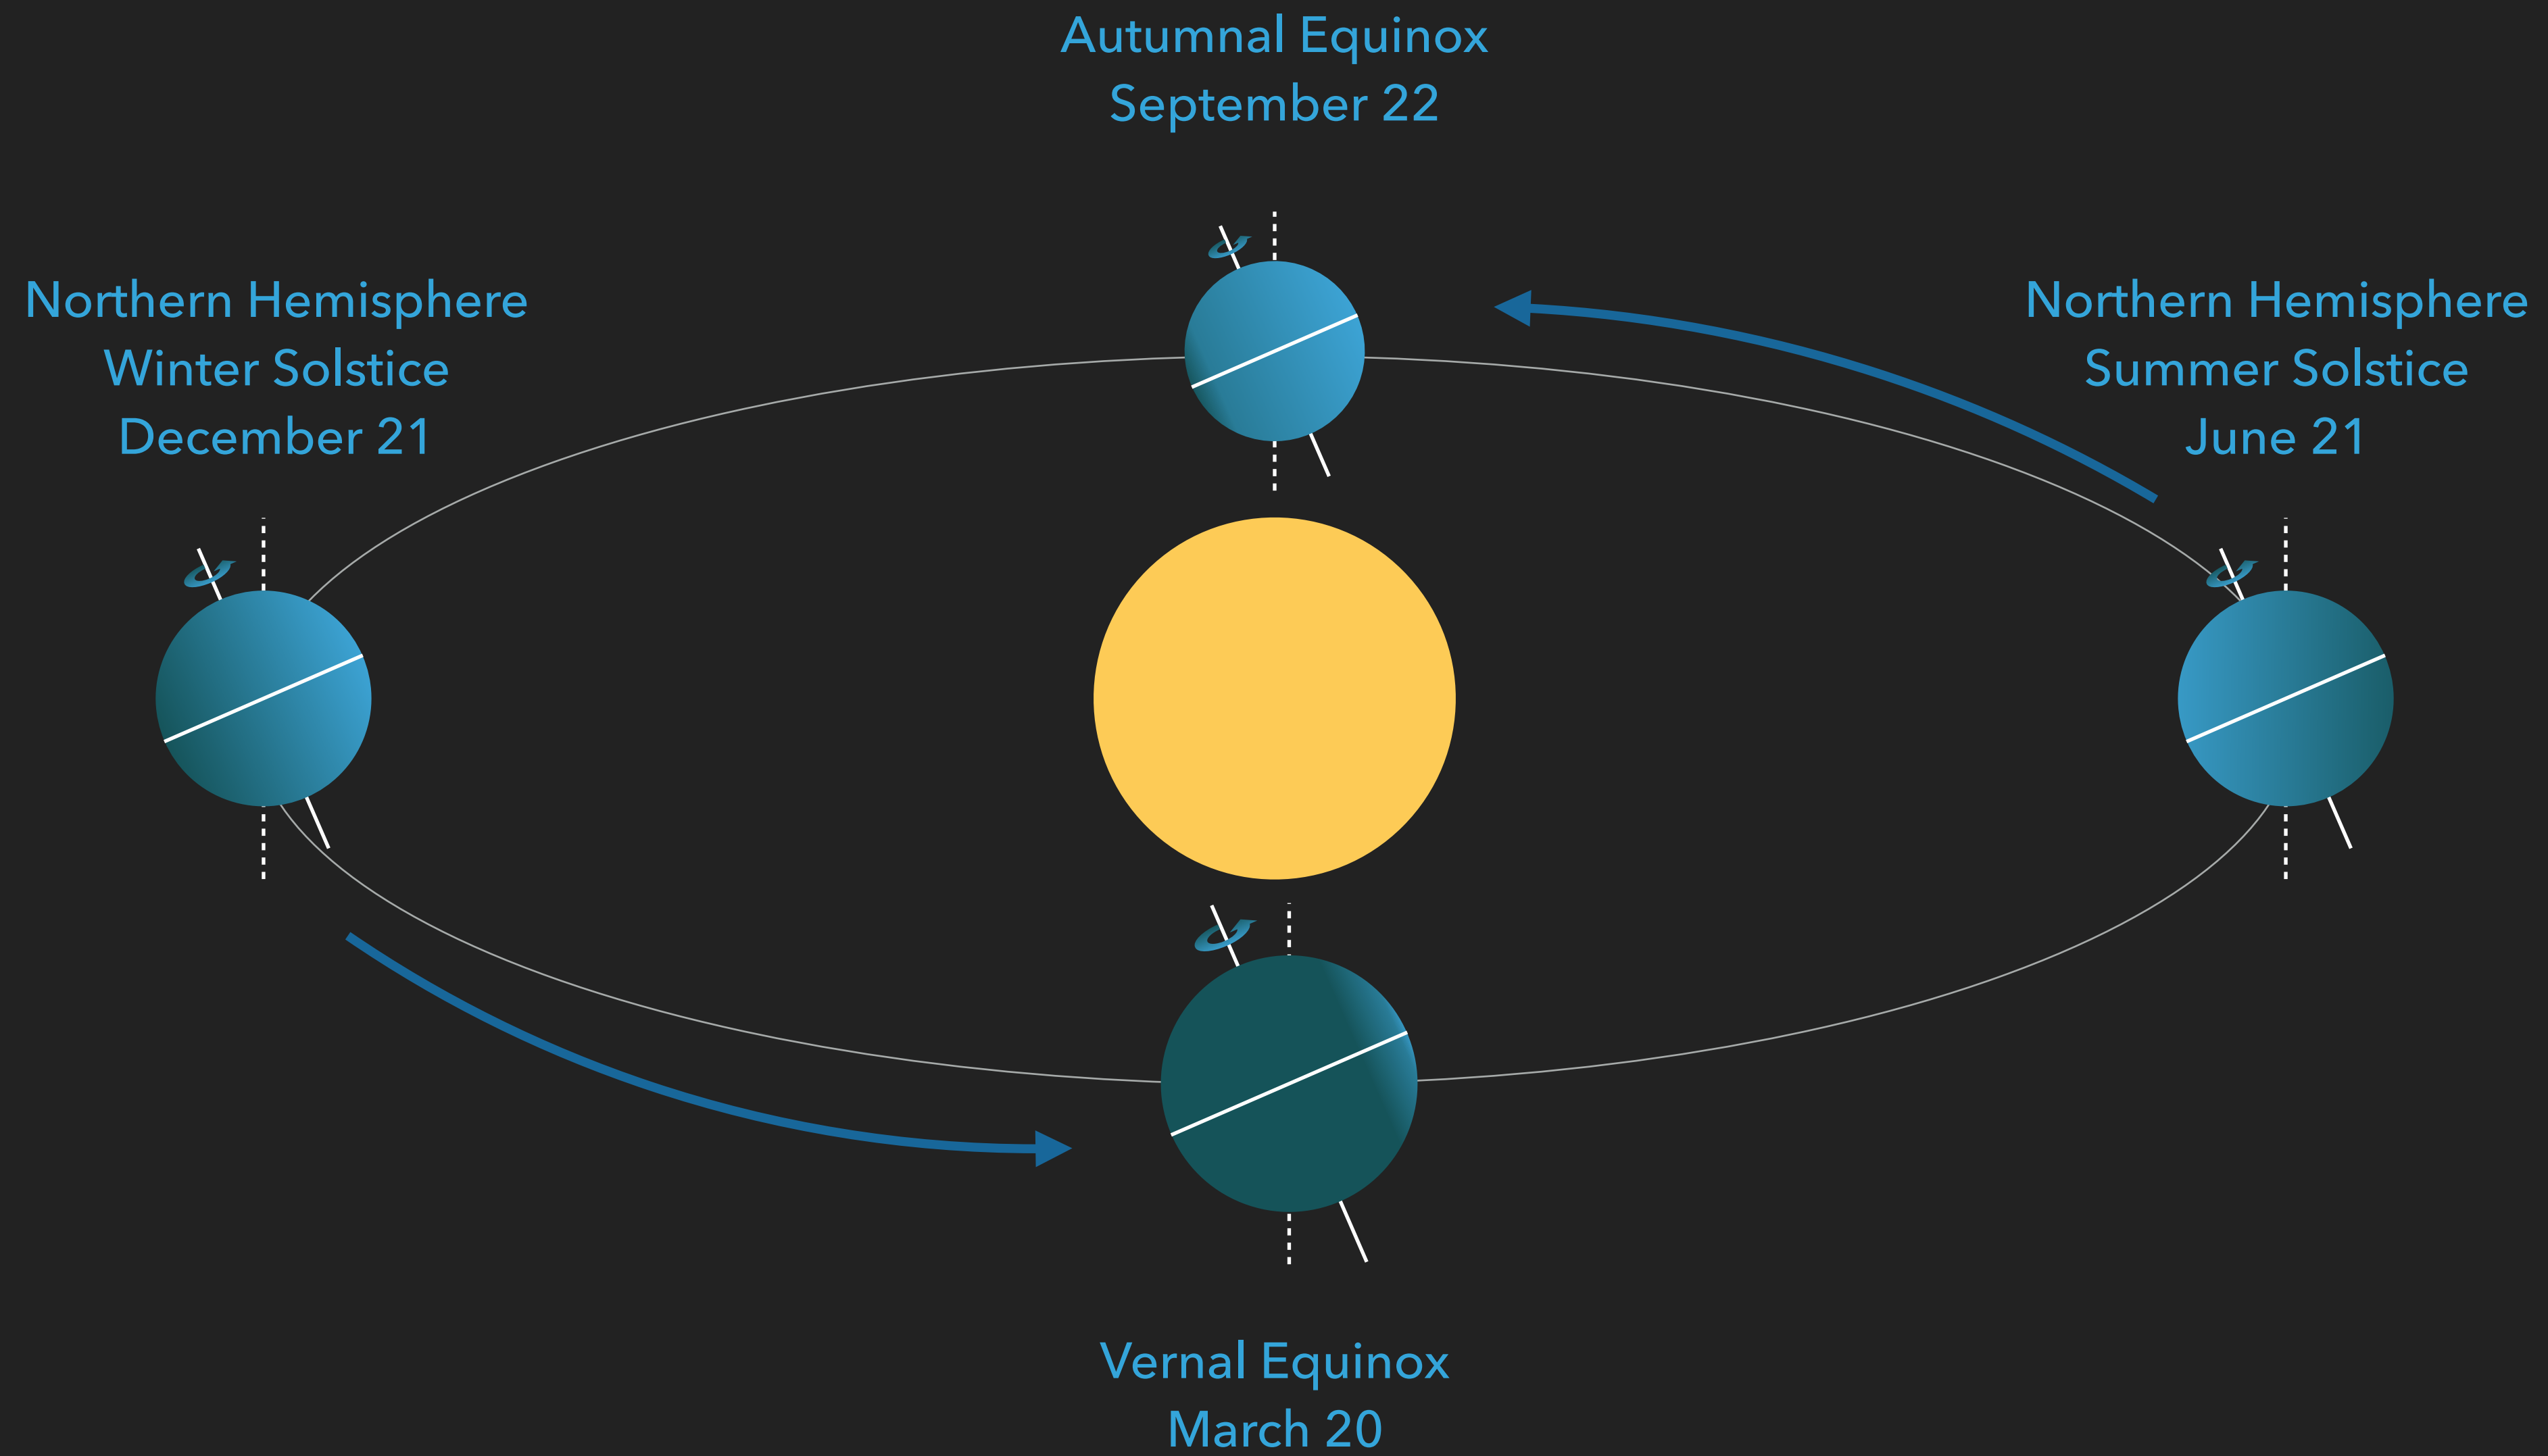 Autumnal Equinox
September 22
Northern Hemisphere
Winter Solstice
December 21
Northern Hemisphere
Summer Solstice
June 21
Vernal Equinox
March 20